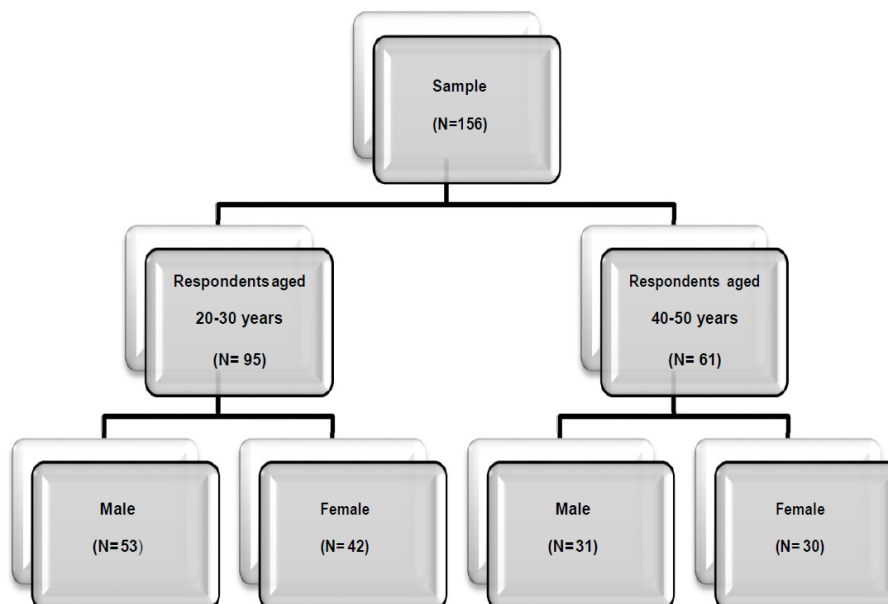 Sample
(N=156)
Respondents aged
20-30 years
(N= 95)
Respondents aged
40-50 years
(N= 61)
Male
(N=53)
Female
(N= 42)
Male
(N=31)
Female
(N= 30)